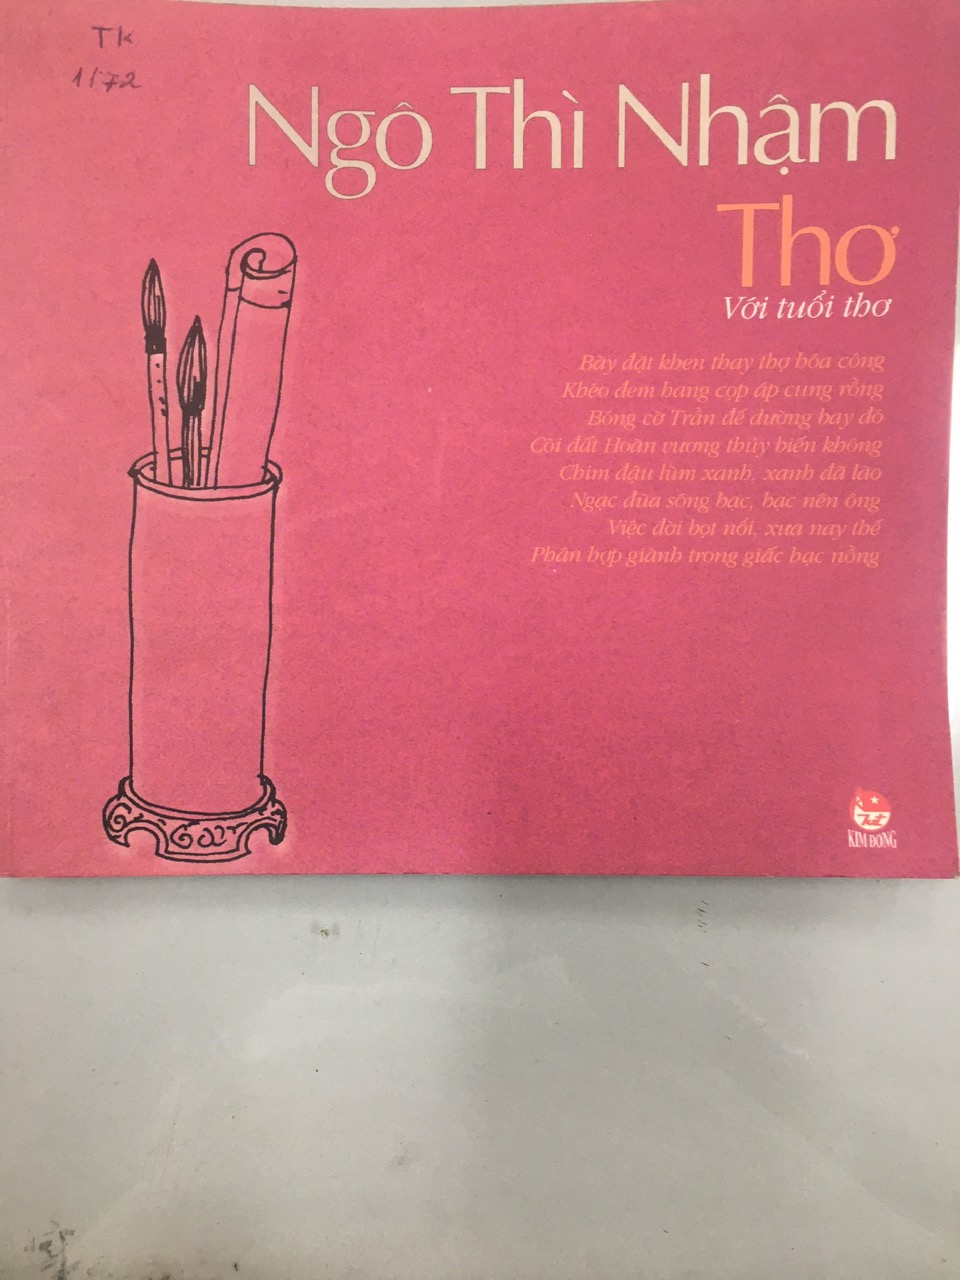 TK
1572
Ngô Thì Nhậm
Thơ
Với tuổi thơ
Bày đặt khen thay thợ hóa công
Khéo đem hang cọp áp cung rồng
Bóng cờ Trần đế dường bay đó
Cõi đất Hoàn vương thủy biến không
Chim đậu lùm xanh, xanh đã lão
Ngạc đùa sóng bạc, bạc nên ông
Việc đời bọt nổi, xưa nay thế
Phân hợp giành trong giấc bạc nồng
KIM ĐỒNG